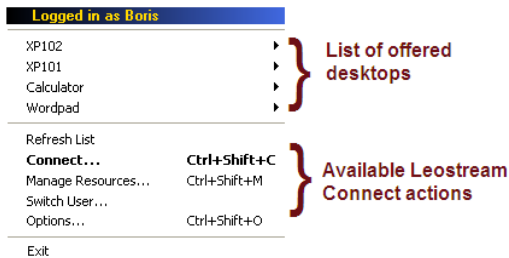 Logged in as Boris
XP102
XP101
Calculator
Wordpad
List of offered
desktops
Refresh List
Connect... Ctrl+Shift+C
Manage Resources... Ctrl+Shift+M
Switch User...
Options... Ctrl+Shift+O
Available Leostream
Connect actions
Exit